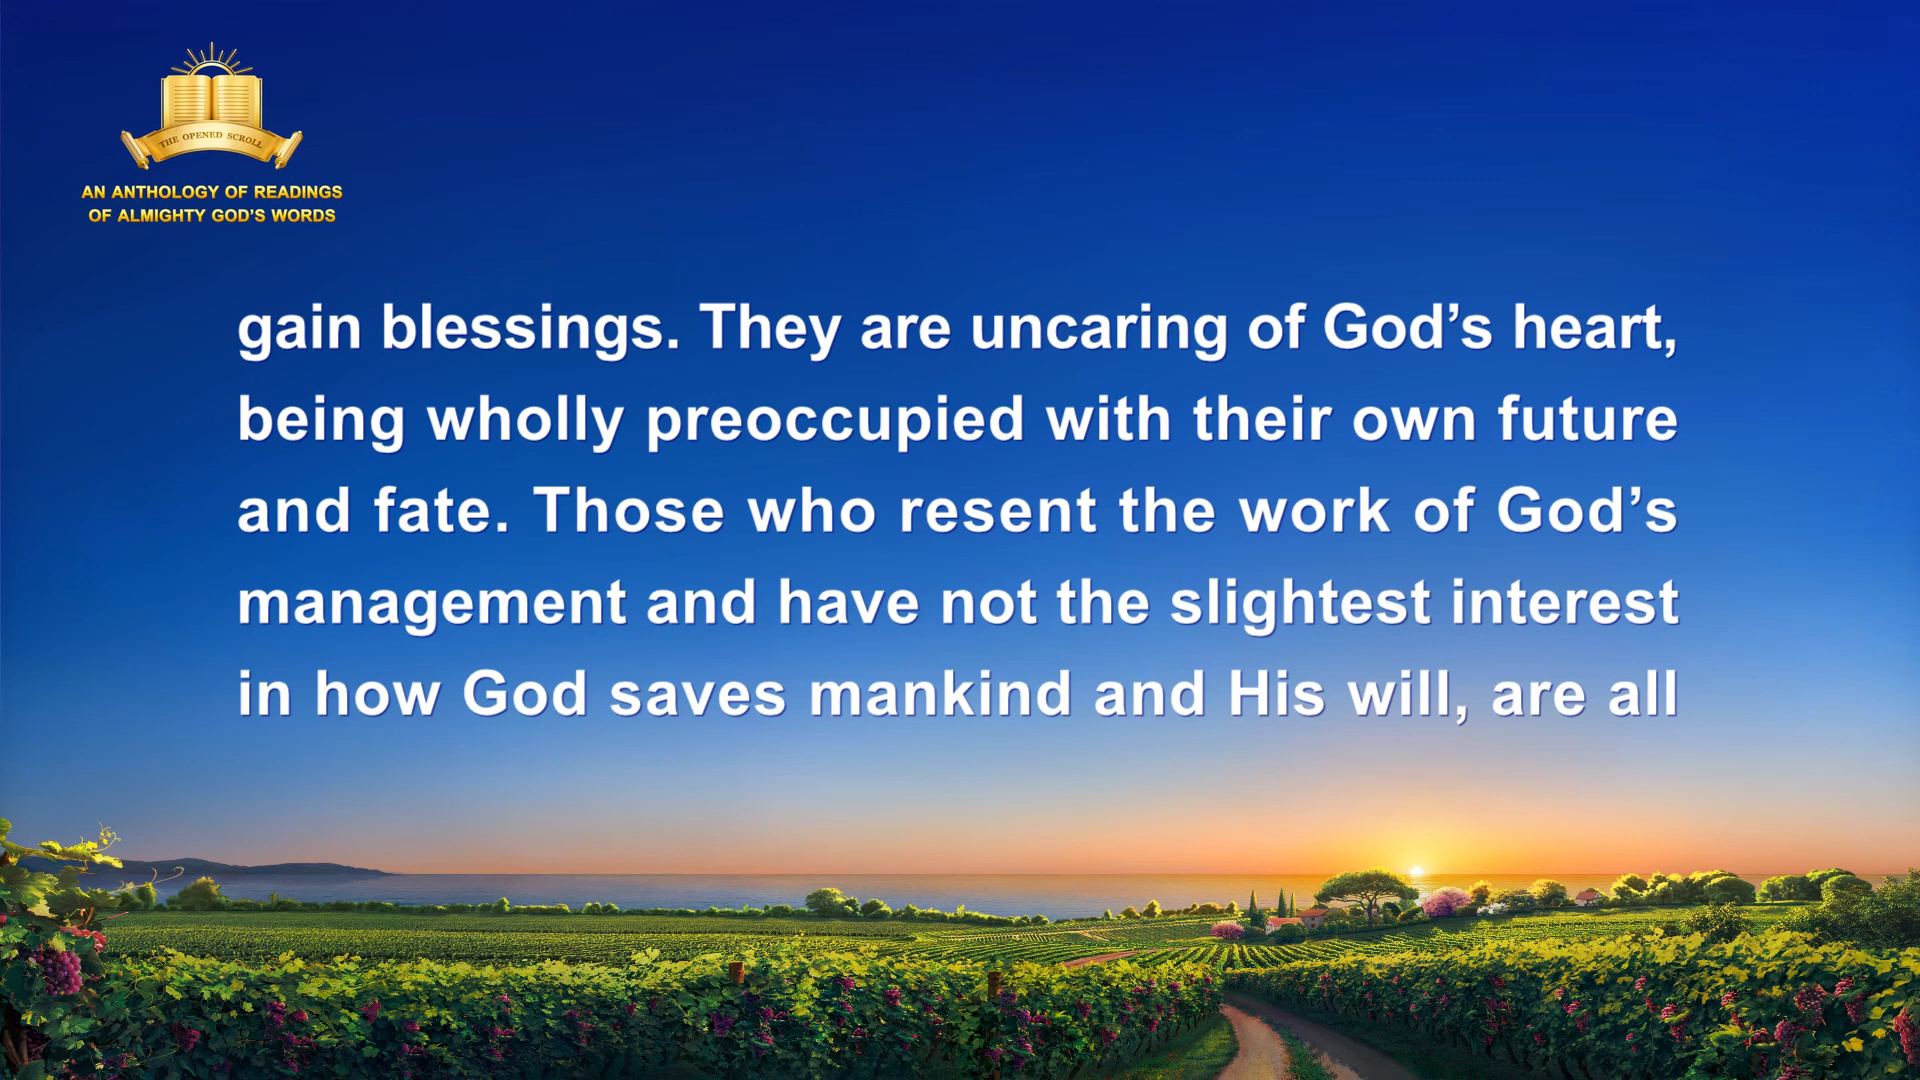 THE OPENED SCROLL
AN ANTHOLOGY OF READINGS
OF ALMIGHTY GOD'S WORDS
gain blessings. They are uncaring of God's heart,
being wholly preoccupied with their own future
and fate. Those who resent the work of God's
management and have not the slightest interest
in how God saves mankind and His will, are all